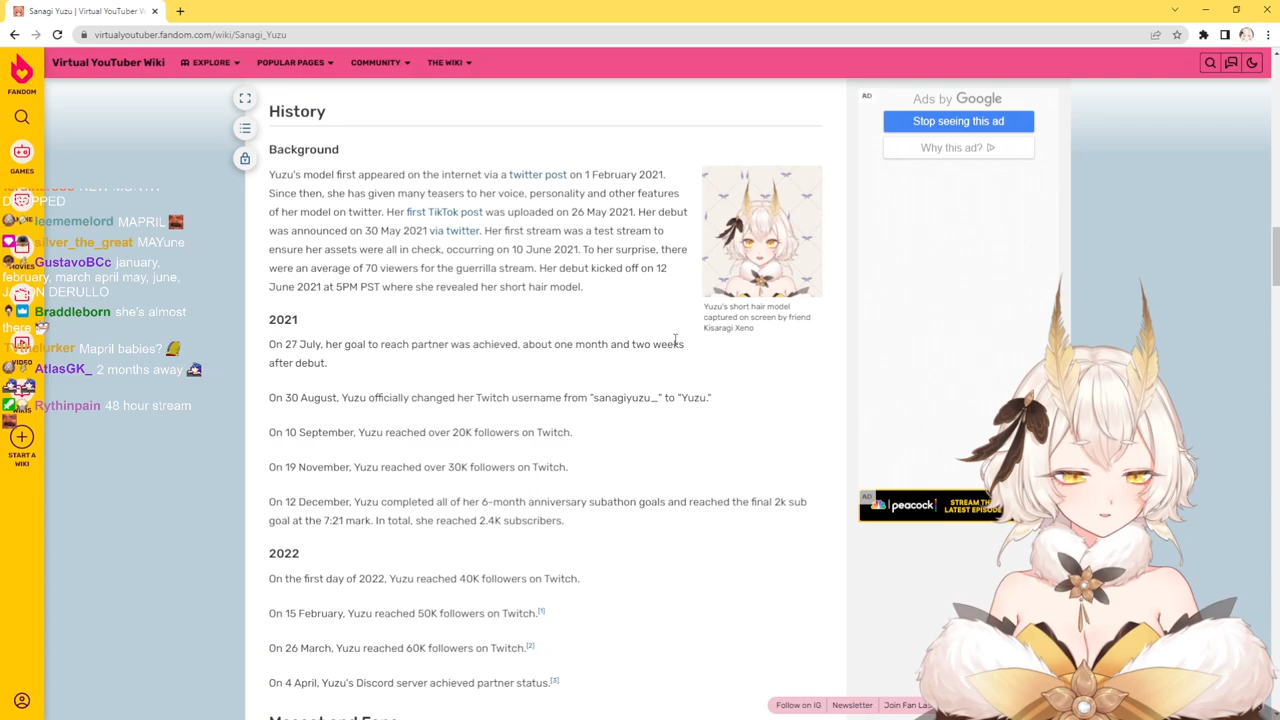 Sanagi Yuzu | Virtual YouTuber Wi
virtualyoutuber.fandom.com/wiki/Sanagi_Yuzu
FANDOM
Virtual YouTuber Wiki
EXPLORE
POPULAR PAGES
COMMUNITY
THE WIKI
GAMES
VIDEO
START A
WIKI
DROPPED
leememelord MAPRIL
silver_the_great MAYune
GustavoBCc january,
february, march april may, june,
JASON DERULLO
Braddleborn she's almost
there
Mapril babies?
AtlasGK_ 2 months away
Rythinpain 48 hour stream
History
Background
Yuzu's model first appeared on the internet via a twitter post on 1 February 2021.
Since then, she has given many teasers to her voice, personality and other features
of her model on twitter. Her first TikTok post was uploaded on 26 May 2021. Her debut
was announced on 30 May 2021 via twitter. Her first stream was a test stream to
ensure her assets were all in check, occurring on 10 June 2021. To her surprise, there
were an average of 70 viewers for the guerrilla stream. Her debut kicked off on 12
June 2021 at 5PM PST where she revealed her short hair model.
Yuzu's short hair model
captured on screen by friend
Kisaragi Xeno
2021
On 27 July, her goal to reach partner was achieved, about one month and two weeks
after debut.
On 30 August, Yuzu officially changed her Twitch username from "sanagiyuzu_" to "Yuzu."
On 10 September, Yuzu reached over 20K followers on Twitch.
On 19 November, Yuzu reached over 30K followers on Twitch.
On 12 December, Yuzu completed all of her 6-month anniversary subathon goals and reached the final 2k sub
goal at the 7:21 mark. In total, she reached 2.4K subscribers.
2022
On the first day of 2022, Yuzu reached 40K followers on Twitch.
On 15 February, Yuzu reached 50K followers on Twitch.[1]
On 26 March, Yuzu reached 60K followers on Twitch.[2]
On 4 April, Yuzu's Discord server achieved partner status.[3]
AD
Ads by Google
Stop seeing this ad
Why this ad?
AD
peacock
STREAM THE
LATEST EPISODE
Follow on IG
Newsletter
Join Fan La